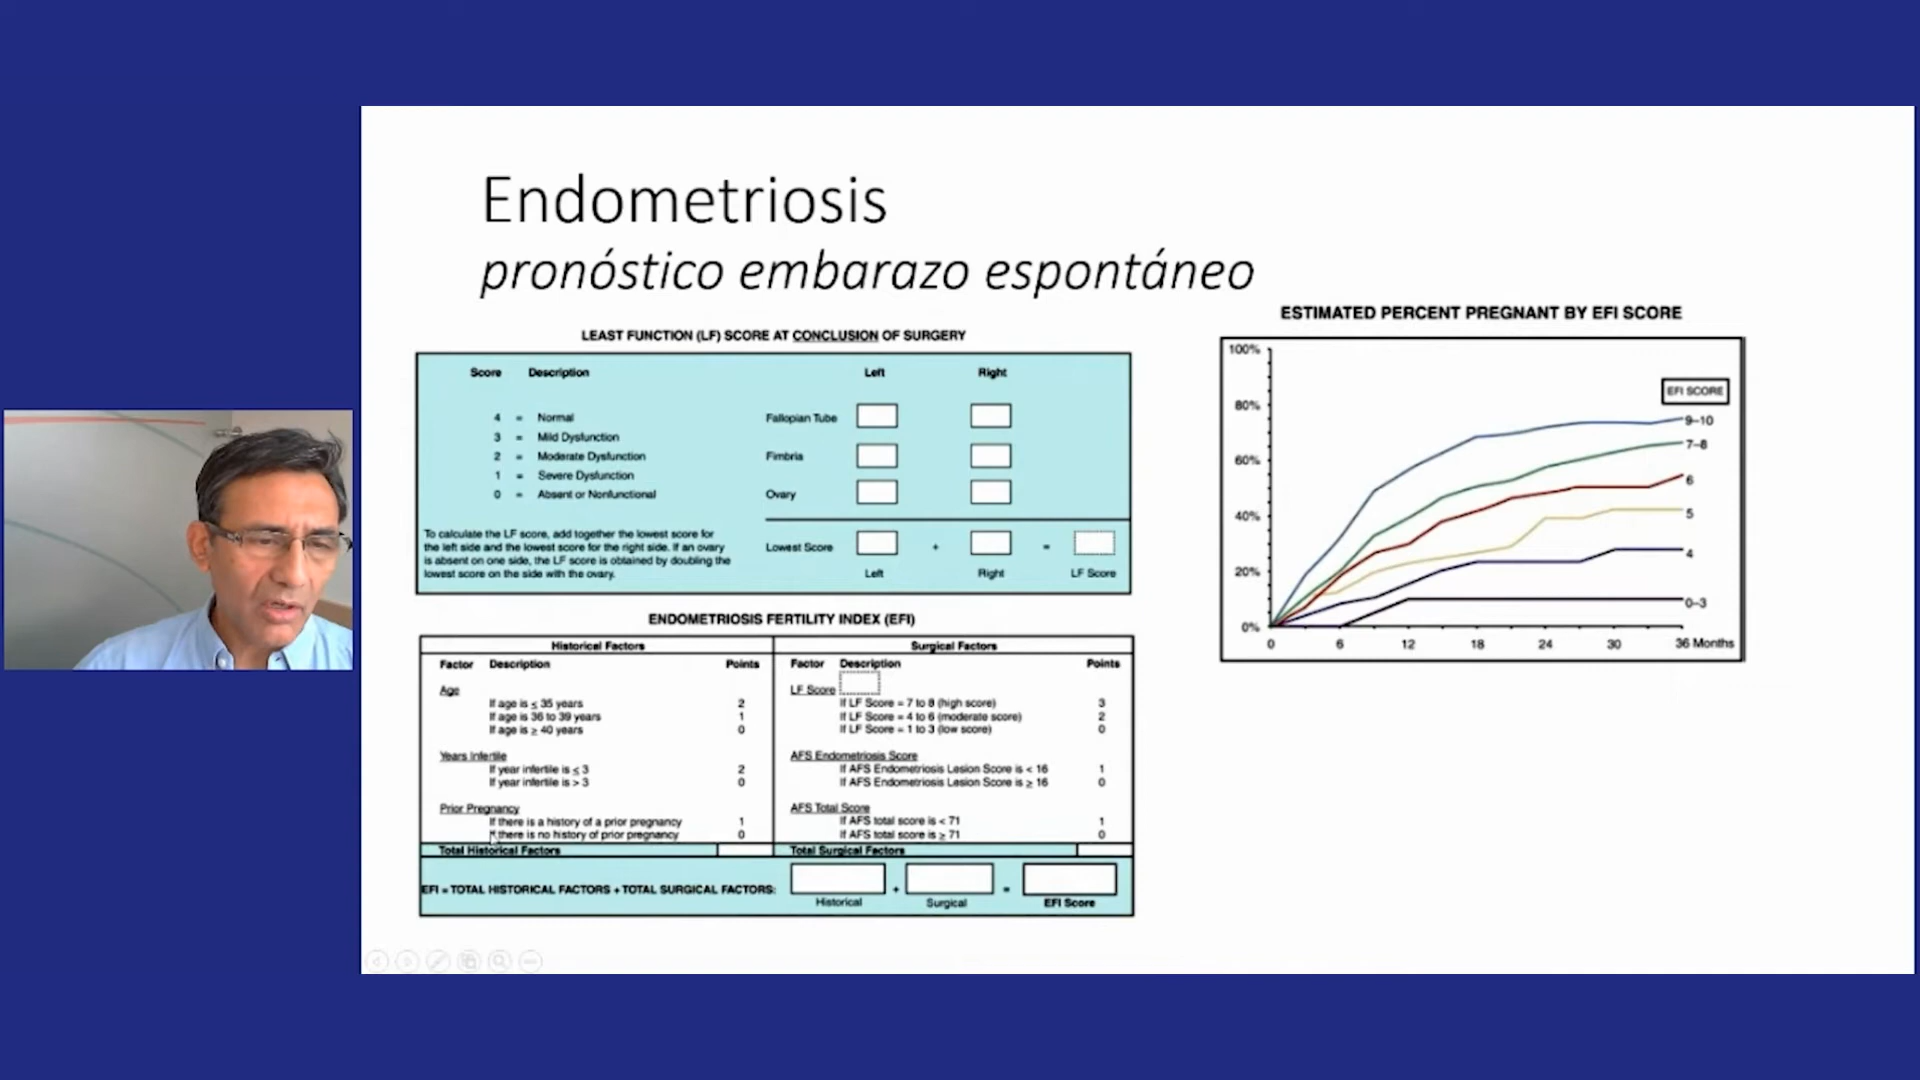 Endometriosis
pronóstico embarazo espontáneo
LEAST FUNCTION (LF) SCORE AT CONCLUSION OF SURGERY
Score Description Left Right
4 = Normal Fallopian Tube
3 = Mild Dysfunction
2 = Moderate Dysfunction Fimbria
1 = Severe Dysfunction
0 = Absent or Nonfunctional Ovary
To calculate the LF score, add together the lowest score for
the left side and the lowest score for the right side. If an ovary
is absent on one side, the LF score is obtained by doubling the
lowest score on the side with the ovary.
Lowest Score + =
Left Right LF Score
ENDOMETRIOSIS FERTILITY INDEX (EFI)
Historical Factors Surgical Factors
Factor Description Points Factor Description Points
Age
If age is ≤ 35 years 2
If age is 36 to 39 years 1
If age is ≥ 40 years 0
Years Infertile
If year infertile is ≤ 3 2
If year infertile is > 3 0
Prior Pregnancy
If there is a history of a prior pregnancy 1
If there is no history of prior pregnancy 0
Total Historical Factors
LF Score
If LF Score = 7 to 8 (high score) 3
If LF Score = 4 to 6 (moderate score) 2
If LF Score = 1 to 3 (low score) 0
AFS Endometriosis Score
If AFS Endometriosis Lesion Score is < 16 1
If AFS Endometriosis Lesion Score is ≥ 16 0
AFS Total Score
If AFS total score is < 71 1
If AFS total score is ≥ 71 0
Total Surgical Factors
EFI = TOTAL HISTORICAL FACTORS + TOTAL SURGICAL FACTORS: + =
Historical Surgical EFI Score
ESTIMATED PERCENT PREGNANT BY EFI SCORE
100%
80%
60%
40%
20%
0%
EFI SCORE
9–10
7–8
6
5
4
0–3
0 6 12 18 24 30 36 Months